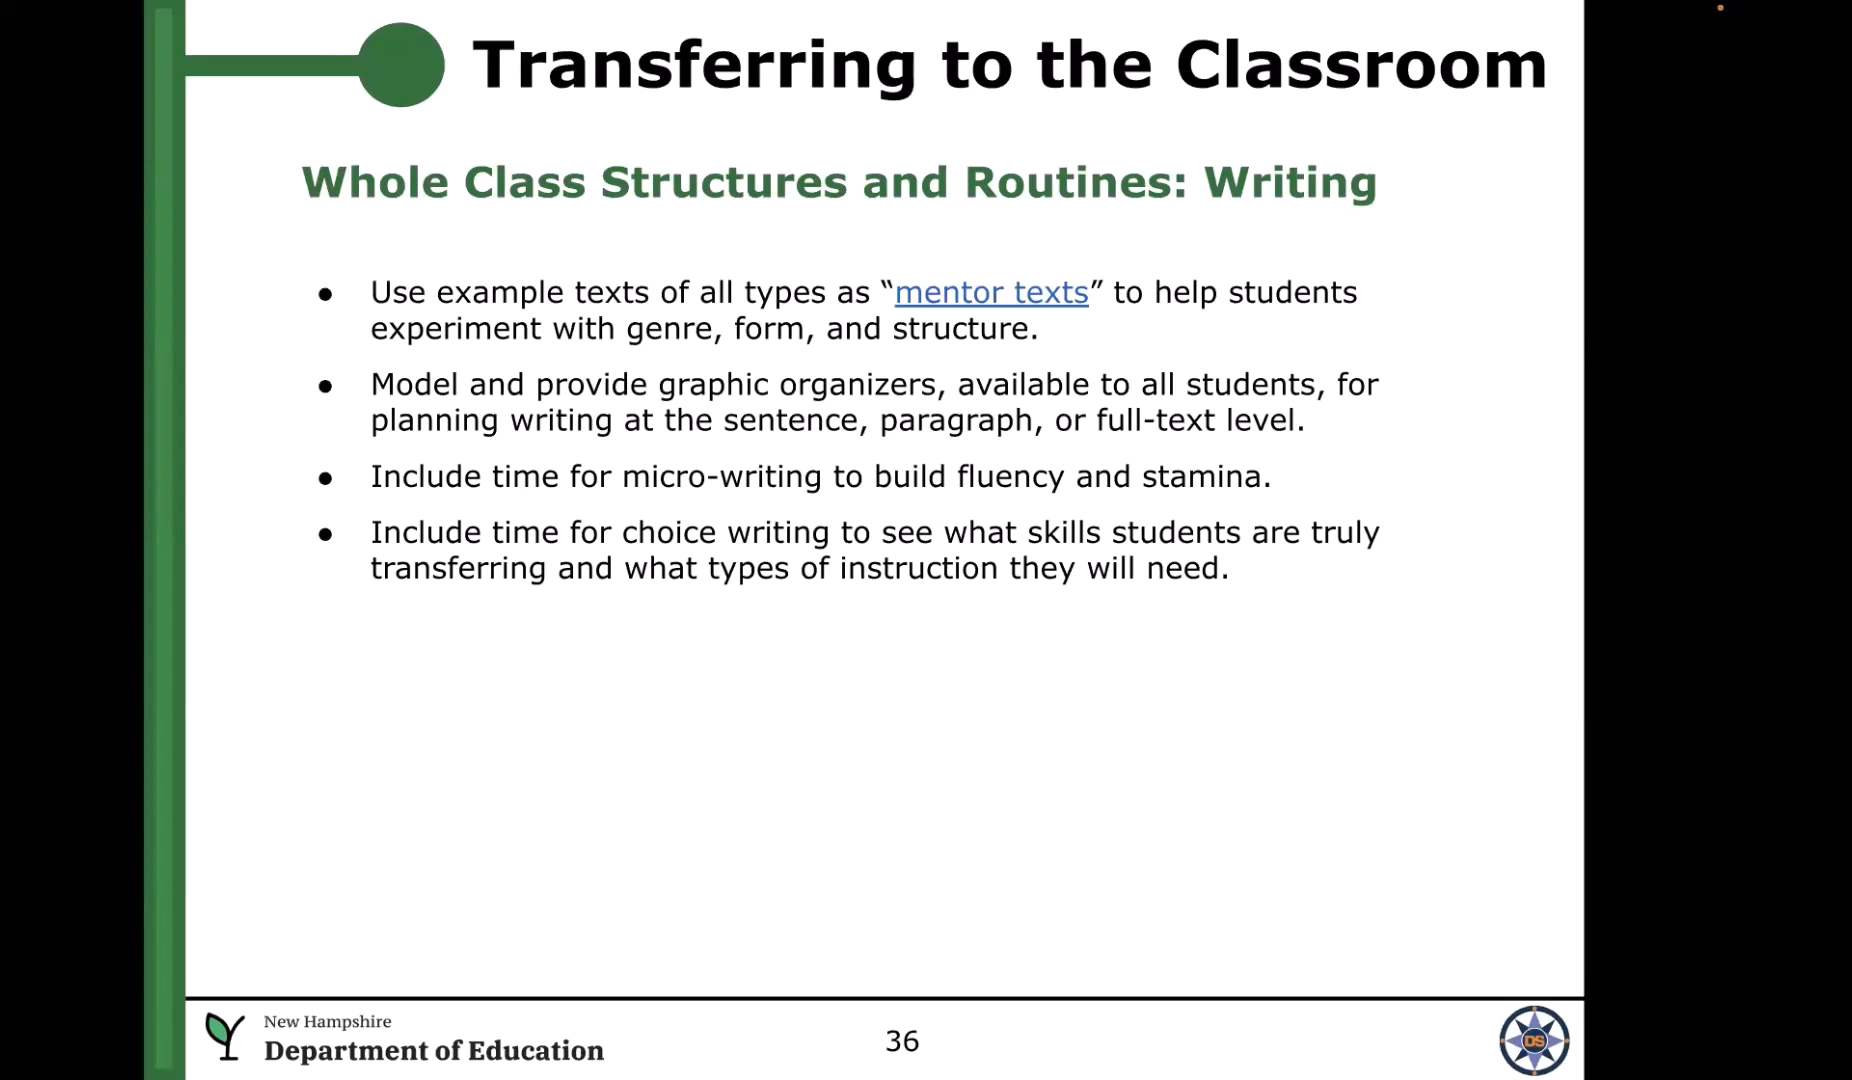 Transferring to the Classroom
Whole Class Structures and Routines: Writing
● Use example texts of all types as “mentor texts” to help students
experiment with genre, form, and structure.
● Model and provide graphic organizers, available to all students, for
planning writing at the sentence, paragraph, or full-text level.
● Include time for micro-writing to build fluency and stamina.
● Include time for choice writing to see what skills students are truly
transferring and what types of instruction they will need.
New Hampshire
Department of Education
36
DS